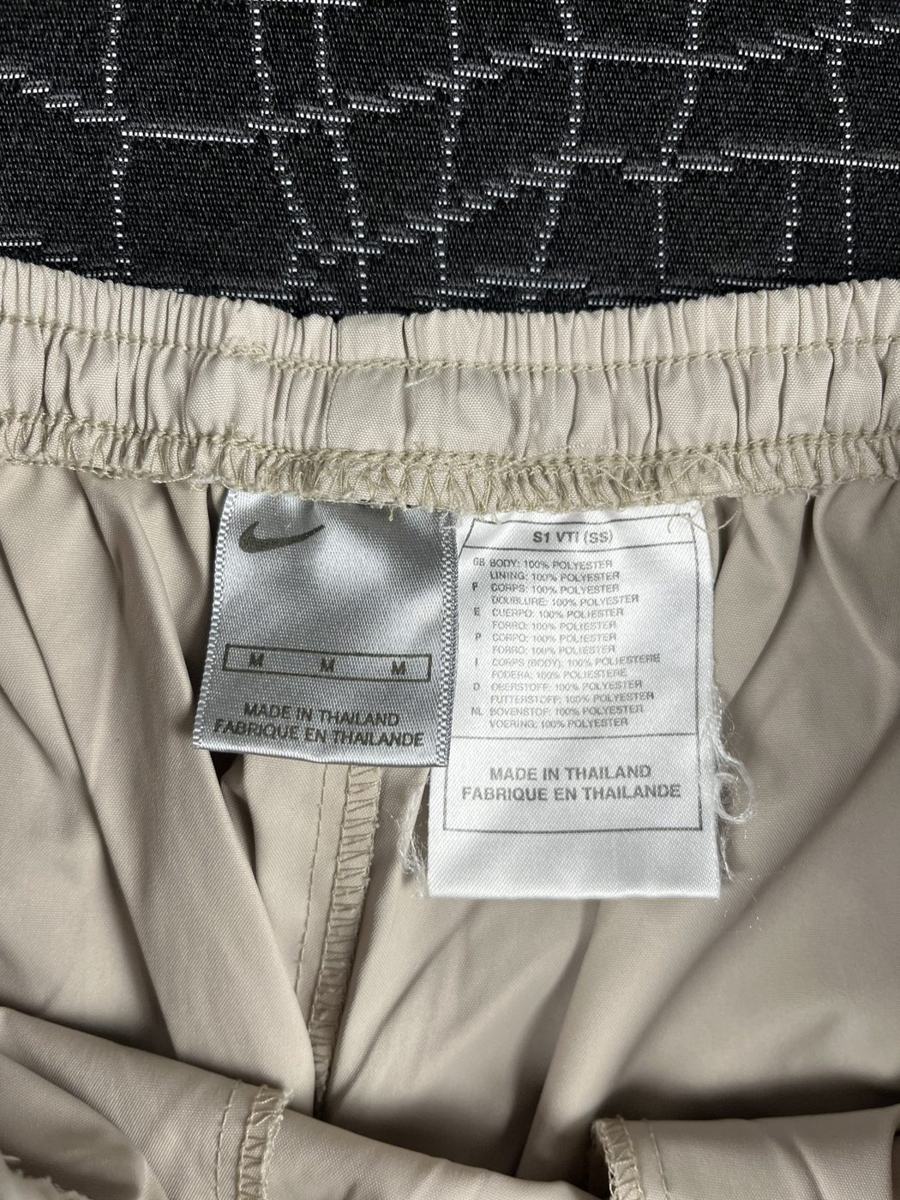 M M M
MADE IN THAILAND
FABRIQUE EN THAILANDE
S1 VTI (SS)
GB BODY: 100% POLYESTER
LINING: 100% POLYESTER
F CORPS: 100% POLYESTER
DOUBLURE: 100% POLYESTER
E CUERPO: 100% POLIESTER
FORRO: 100% POLIESTER
P CORPO: 100% POLIESTER
FORRO: 100% POLIESTER
I CORPS (BODY): 100% POLIESTERE
FODERA: 100% POLIESTERE
D OBERSTOFF: 100% POLYESTER
FUTTERSTOFF: 100% POLYESTER
NL BOVENSTOF: 100% POLYESTER
VOERING: 100% POLYESTER
MADE IN THAILAND
FABRIQUE EN THAILANDE